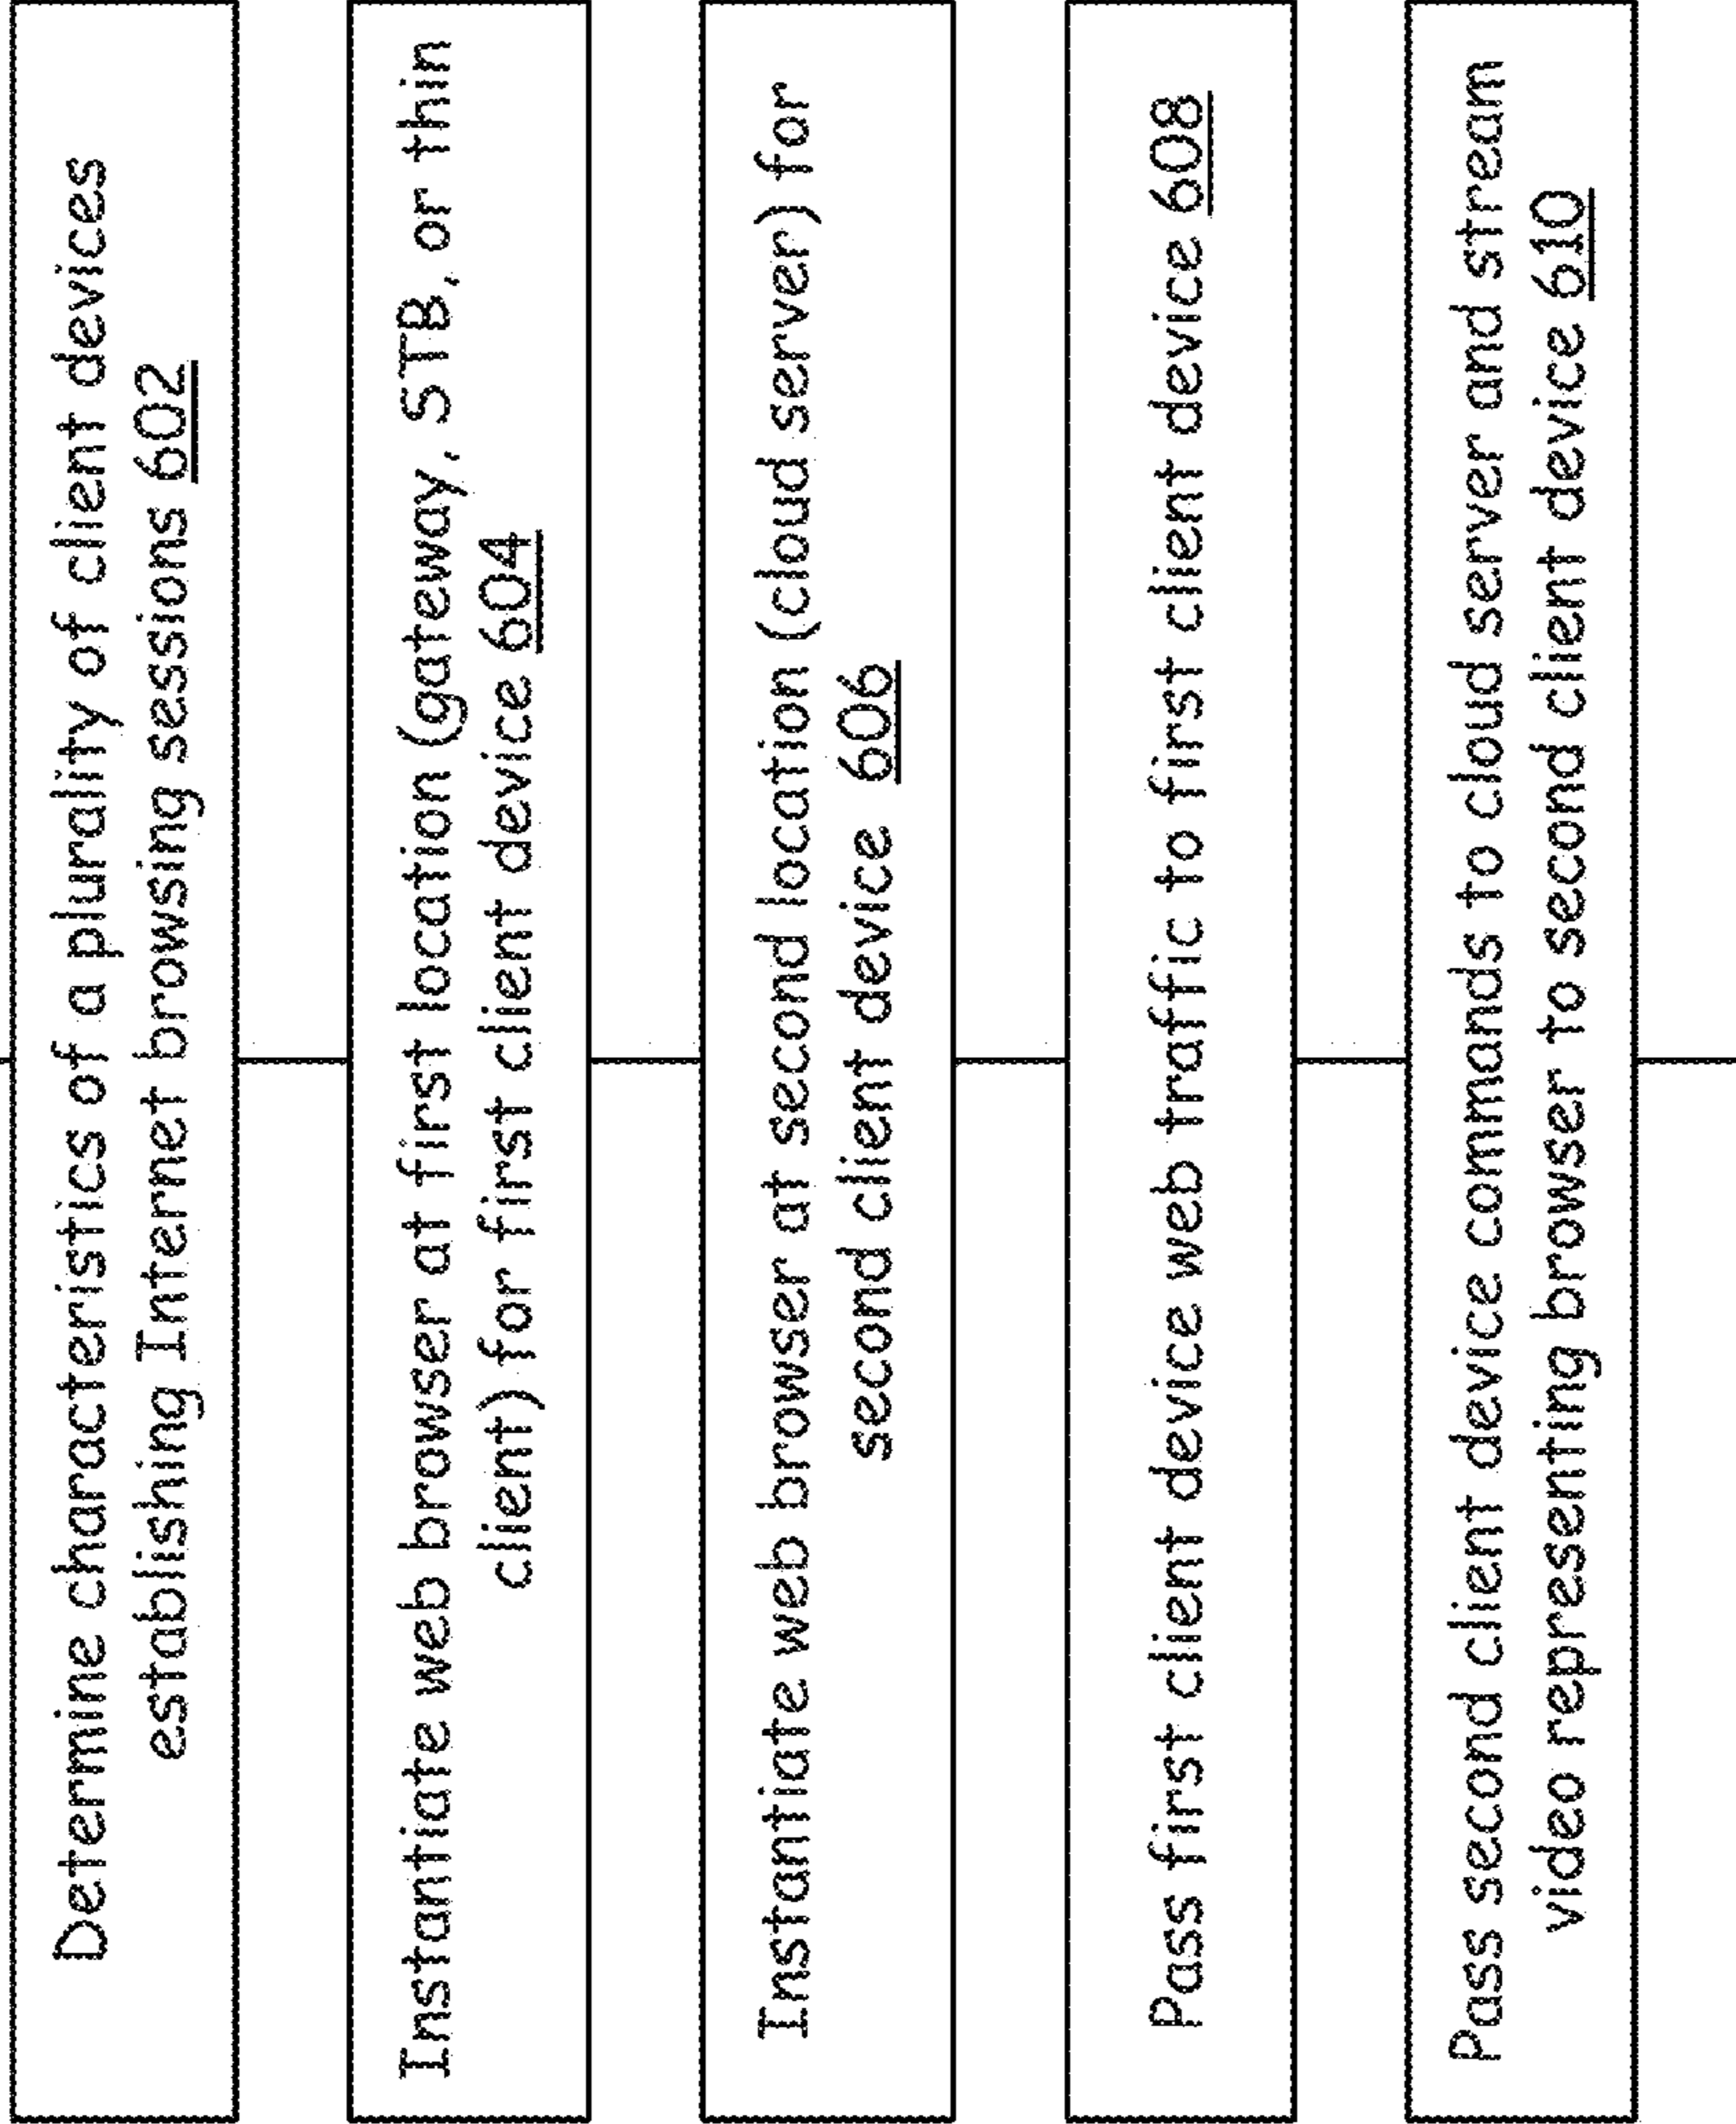 Determine characteristics of a plurality of client devices
establishing Internet browsing sessions 602
Instantiate web browser at first location (gateway, STB, or thin
client) for first client device 604
Instantiate web browser at second location (cloud server) for
second client device 606
Pass first client device web traffic to first client device 608
Pass second client device commands to cloud server and stream
video representing browser to second client device 610